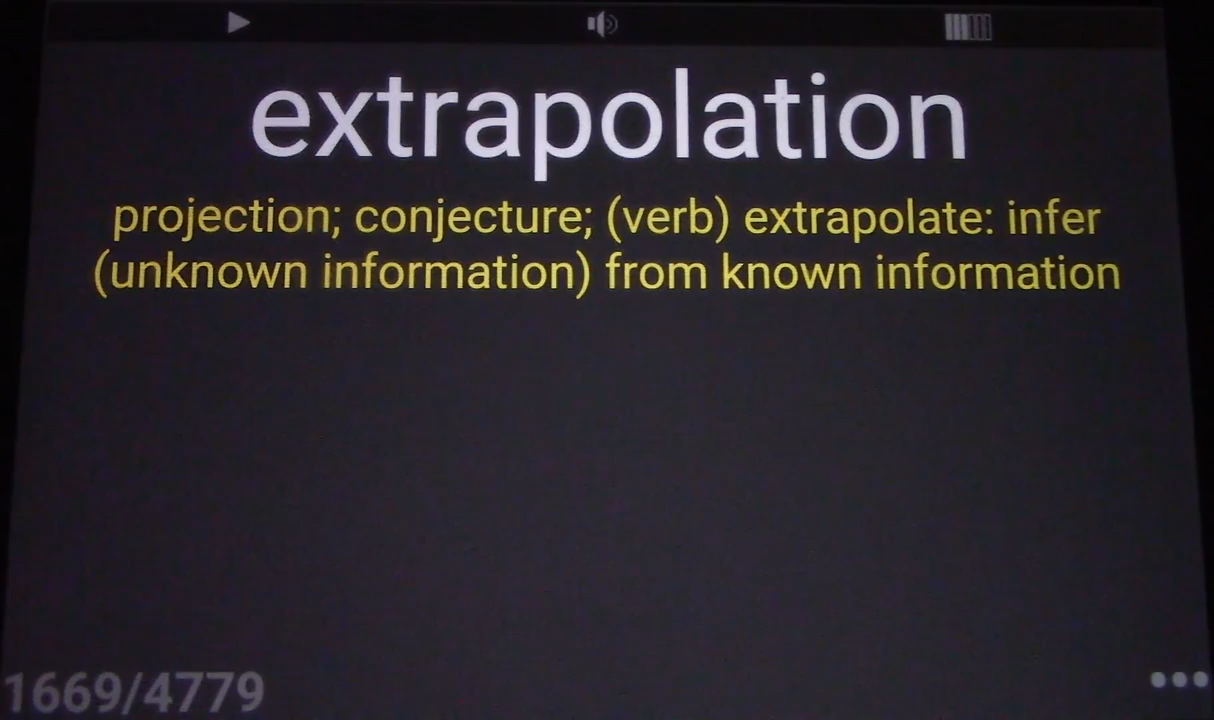 extrapolation
projection; conjecture; (verb) extrapolate: infer
(unknown information) from known information
1669/4779